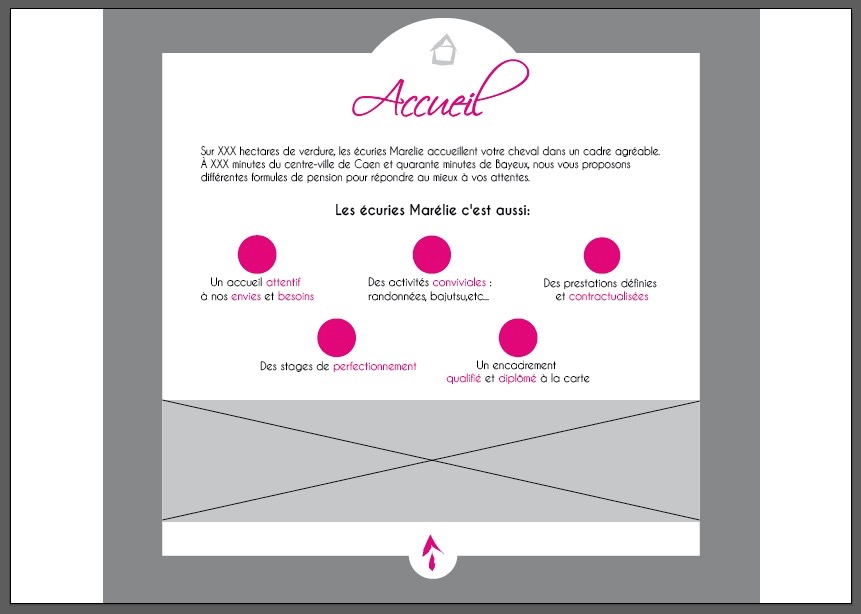 Accueil
Sur XXX hectares de verdure, les écuries Marelie accueillent votre cheval dans un cadre agréable.
À XXX minutes du centre-ville de Caen et quarante minutes de Bayeux, nous vous proposons
différentes formules de pension pour répondre au mieux à vos attentes.
Les écuries Marélie c'est aussi:
Un accueil attentif
à nos envies et besoins
Des activités conviviales :
randonnées, bajutsu,etc...
Des prestations définies
et contractualisées
Des stages de perfectionnement
Un encadrement
qualifié et diplômé à la carte